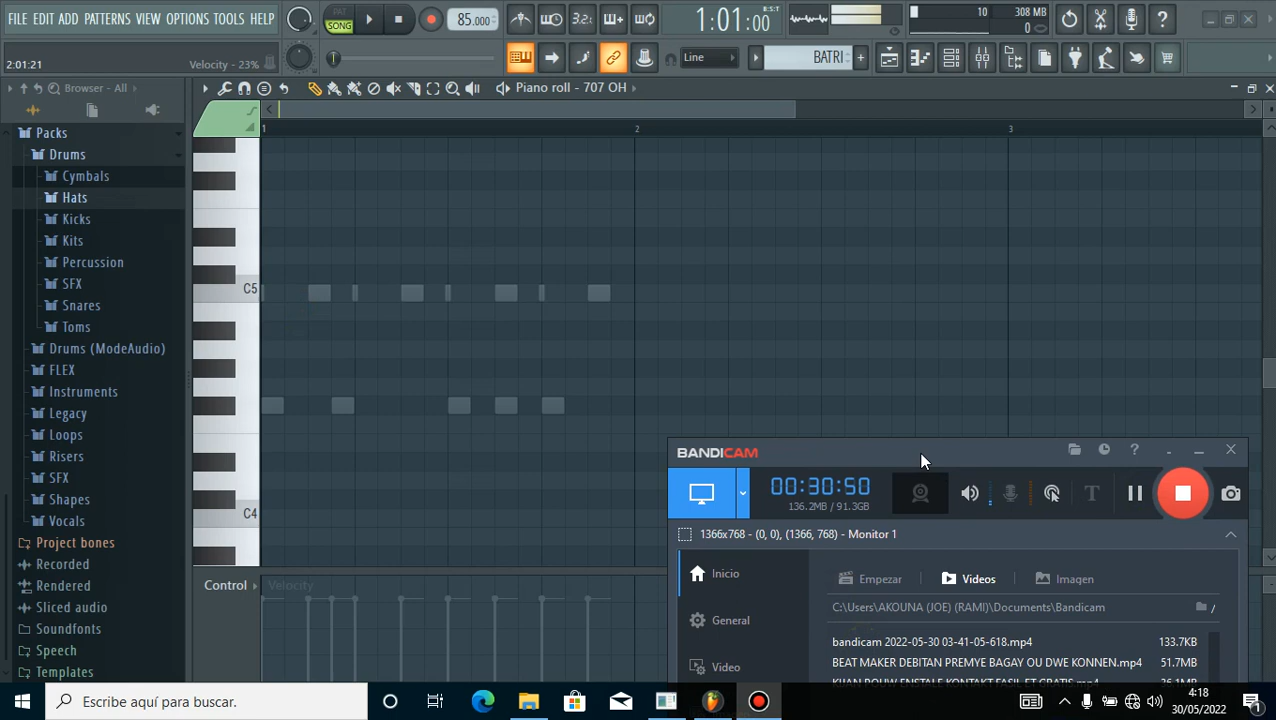 FILE EDIT ADD PATTERNS VIEW OPTIONS TOOLS HELP
PAT
SONG
85.000
3.2
1:01:00
B:S:T
10
308 MB
0
2:01:21
Velocity - 23%
Line
BATRI
Browser - All
Piano roll - 707 OH
1
2
3
Packs
Drums
Cymbals
Hats
Kicks
Kits
Percussion
SFX
Snares
Toms
Drums (ModeAudio)
FLEX
Instruments
Legacy
Loops
Risers
SFX
Shapes
Vocals
Project bones
Recorded
Rendered
Sliced audio
Soundfonts
Speech
Templates
C5
C4
Control
Velocity
BANDICAM
00:30:50
136.2MB / 91.3GB
1366x768 - (0, 0), (1366, 768) - Monitor 1
Inicio
General
Video
Empezar
Videos
Imagen
C:\Users\AKOUNA (JOE) (RAMI)\Documents\Bandicam
/
bandicam 2022-05-30 03-41-05-618.mp4
133.7KB
BEAT MAKER DEBITAN PREMYE BAGAY OU DWE KONNEN.mp4
51.7MB
Escribe aquí para buscar.
4:18
30/05/2022
1